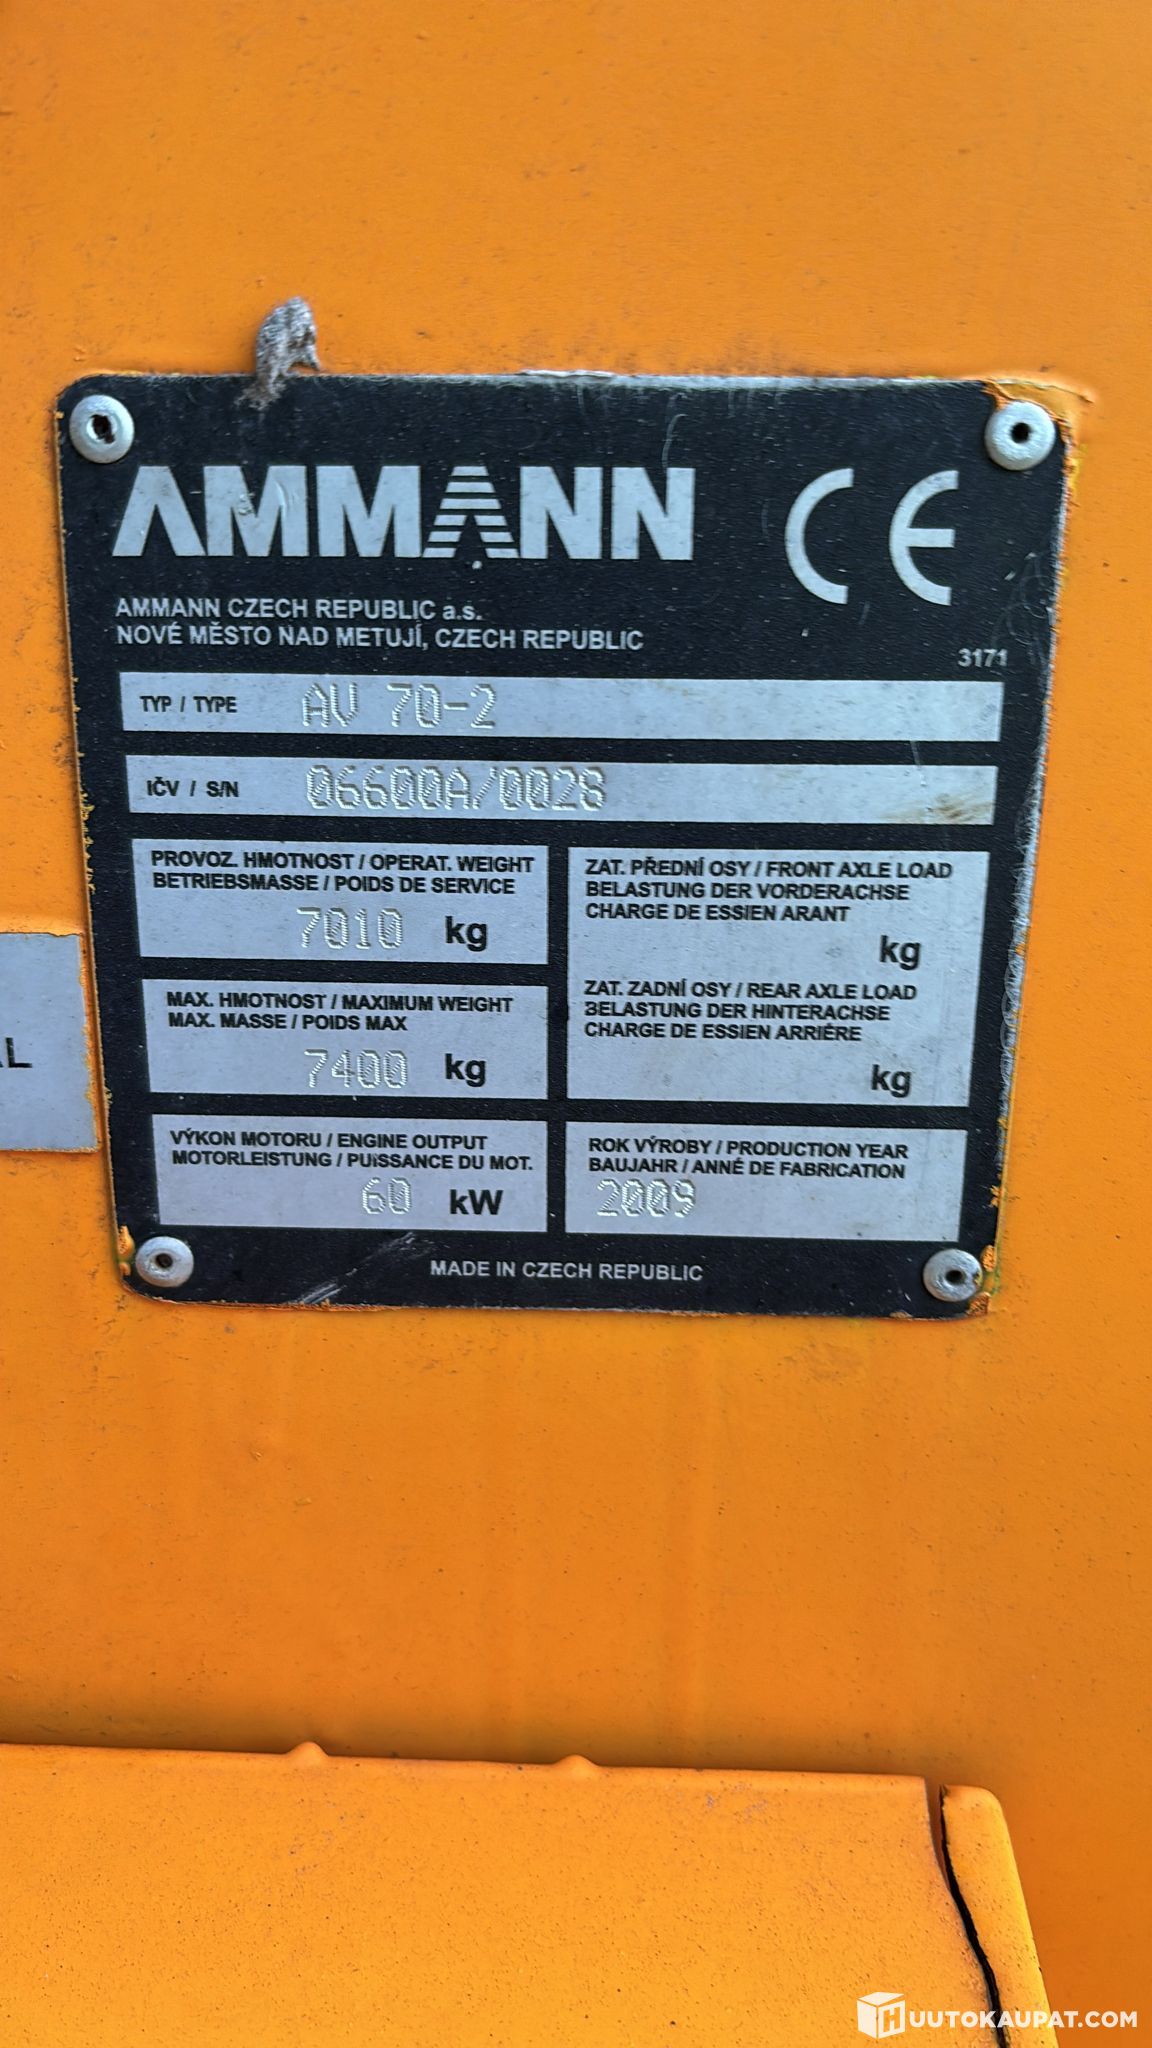 AMMANN CE
AMMANN CZECH REPUBLIC a.s.
NOVÉ MĚSTO NAD METUJÍ, CZECH REPUBLIC
3171
TYP / TYPE AV 70-2
IČV / S/N 06600A/0028
PROVOZ. HMOTNOST / OPERAT. WEIGHT
BETRIEBSMASSE / POIDS DE SERVICE
7010 kg
MAX. HMOTNOST / MAXIMUM WEIGHT
MAX. MASSE / POIDS MAX
7400 kg
VÝKON MOTORU / ENGINE OUTPUT
MOTORLEISTUNG / PUISSANCE DU MOT.
60 kW
ZAT. PŘEDNÍ OSY / FRONT AXLE LOAD
BELASTUNG DER VORDERACHSE
CHARGE DE ESSIEN ARANT
kg
ZAT. ZADNÍ OSY / REAR AXLE LOAD
BELASTUNG DER HINTERACHSE
CHARGE DE ESSIEN ARRIÉRE
kg
ROK VÝROBY / PRODUCTION YEAR
BAUJAHR / ANNÉ DE FABRICATION
2009
MADE IN CZECH REPUBLIC
HUUTOKAUPAT.COM